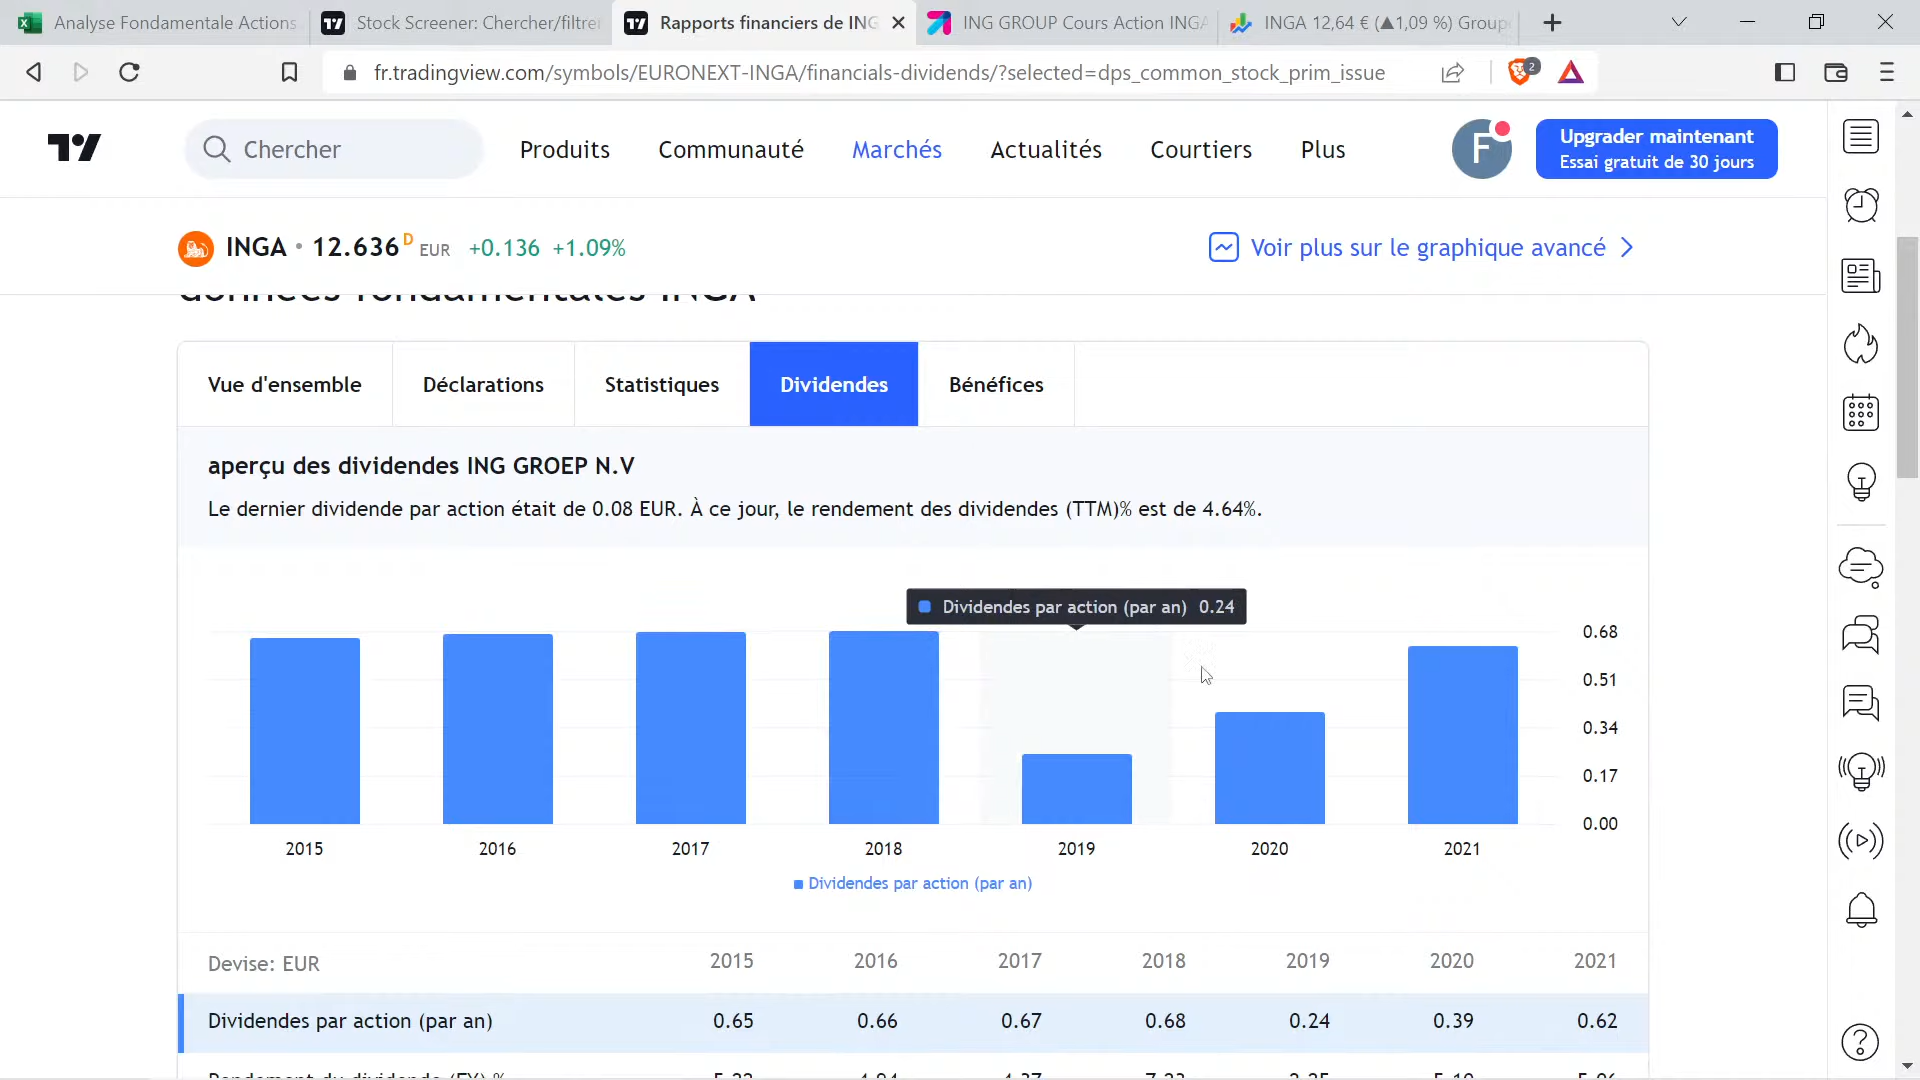 Analyse Fondamentale Actions
Stock Screener: Chercher/filtrer
Rapports financiers de ING
ING GROUP Cours Action INGA
INGA 12,64 € (▲1,09 %) Groupe
fr.tradingview.com/symbols/EURONEXT-INGA/financials-dividends/?selected=dps_common_stock_prim_issue
2
Chercher
Produits
Communauté
Marchés
Actualités
Courtiers
Plus
F
Upgrader maintenant
Essai gratuit de 30 jours
INGA • 12.636 D EUR +0.136 +1.09%
Voir plus sur le graphique avancé
données fondamentales INGA
Vue d'ensemble
Déclarations
Statistiques
Dividendes
Bénéfices
aperçu des dividendes ING GROEP N.V
Le dernier dividende par action était de 0.08 EUR. À ce jour, le rendement des dividendes (TTM)% est de 4.64%.
Dividendes par action (par an) 0.24
0.68
0.51
0.34
0.17
0.00
2015 2016 2017 2018 2019 2020 2021
Dividendes par action (par an)
Devise: EUR 2015 2016 2017 2018 2019 2020 2021
Dividendes par action (par an) 0.65 0.66 0.67 0.68 0.24 0.39 0.62